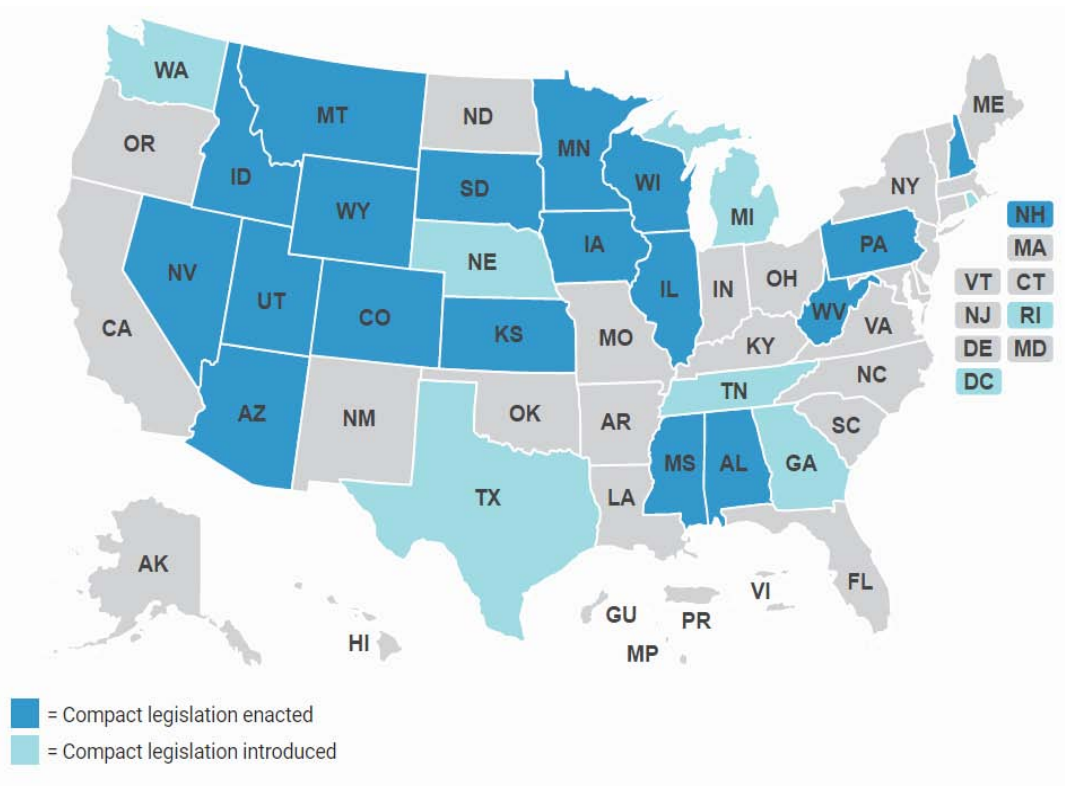 WA
MT
ND
ME
OR
MN
ID
SD
WI
NY
WY
MI
NH
PA
IA
MA
NE
NV
OH
VT CT
UT
IL
IN
CO
WV
NJ RI
CA
KS
MO
VA
KY
DE MD
NC
DC
TN
AZ
NM
OK
AR
SC
MS
AL
GA
TX
LA
AK
FL
VI
GU
PR
HI
MP
= Compact legislation enacted
= Compact legislation introduced